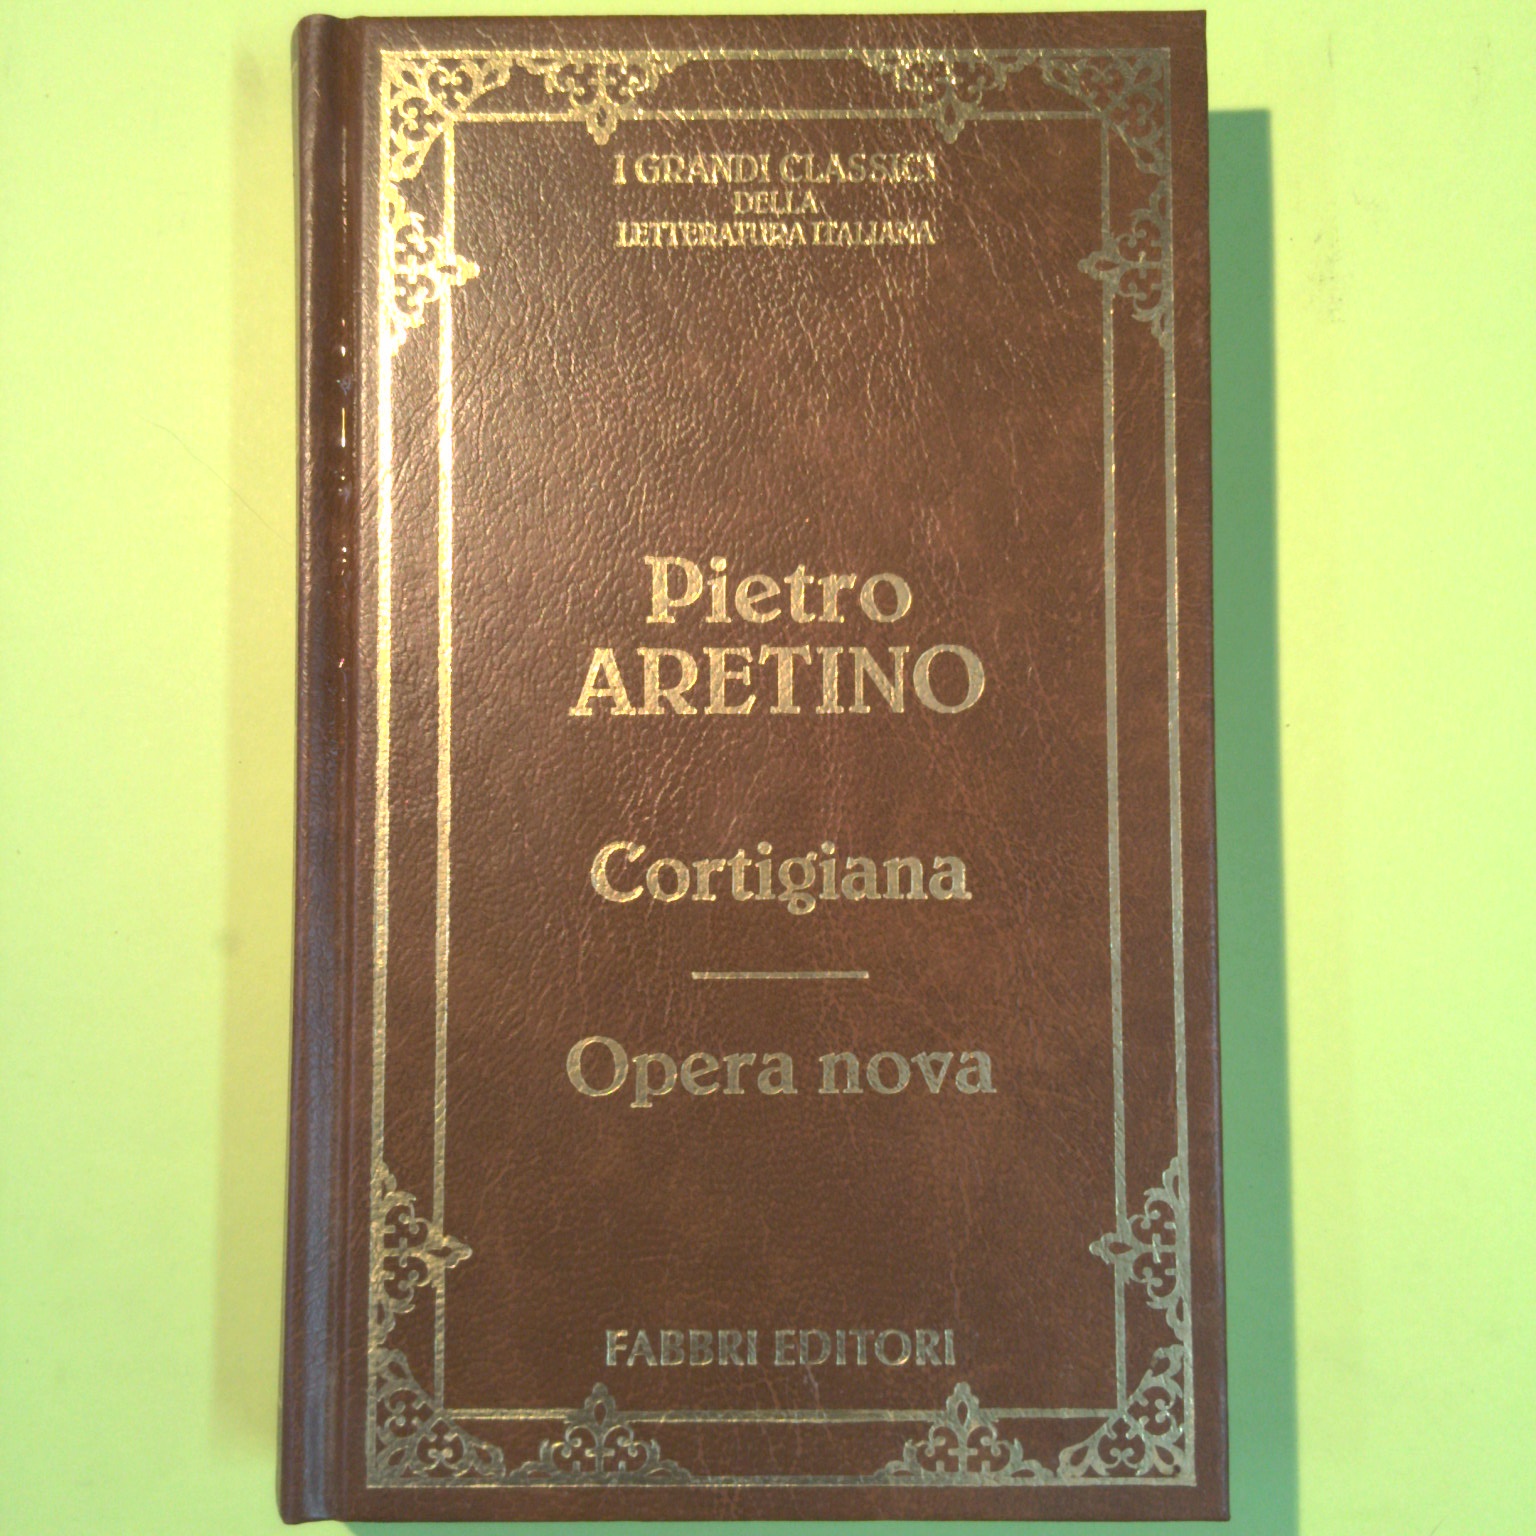 I GRANDI CLASSICI
DELLA
LETTERATURA ITALIANA
Pietro
ARETINO
Cortigiana
Opera nova
FABBRI EDITORI